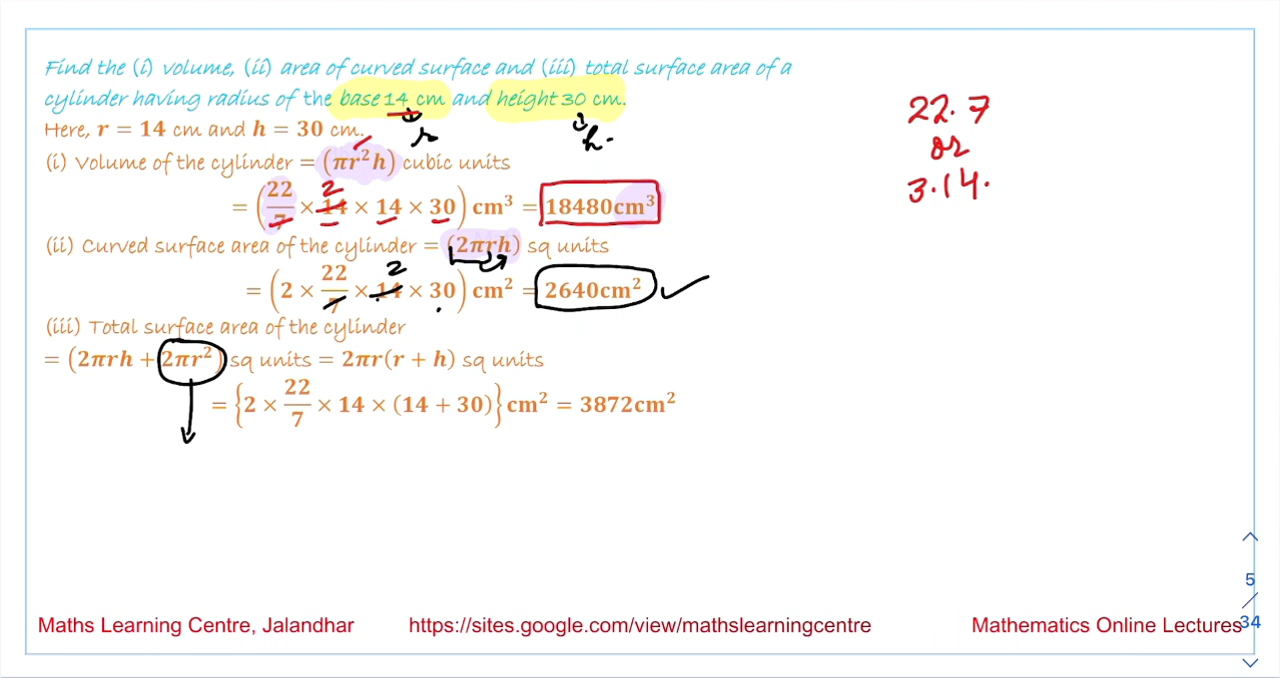 Find the (i) volume, (ii) area of curved surface and (iii) total surface area of a
cylinder having radius of the base 14 cm and height 30 cm.
Here, r = 14 cm and h = 30 cm.
r
h.
22.7
or
3.14.
(i) Volume of the cylinder = (πr²h) cubic units
= (22/7 × 14 × 14 × 30) cm³ = 18480cm³
2
(ii) Curved surface area of the cylinder = (2πrh) sq units
= (2 × 22/7 × 14 × 30) cm² = 2640cm²
2
(iii) Total surface area of the cylinder
= (2πrh + 2πr²) sq units = 2πr(r + h) sq units
= {2 × 22/7 × 14 × (14 + 30)} cm² = 3872cm²
5
/
34
Maths Learning Centre, Jalandhar https://sites.google.com/view/mathslearningcentre Mathematics Online Lectures